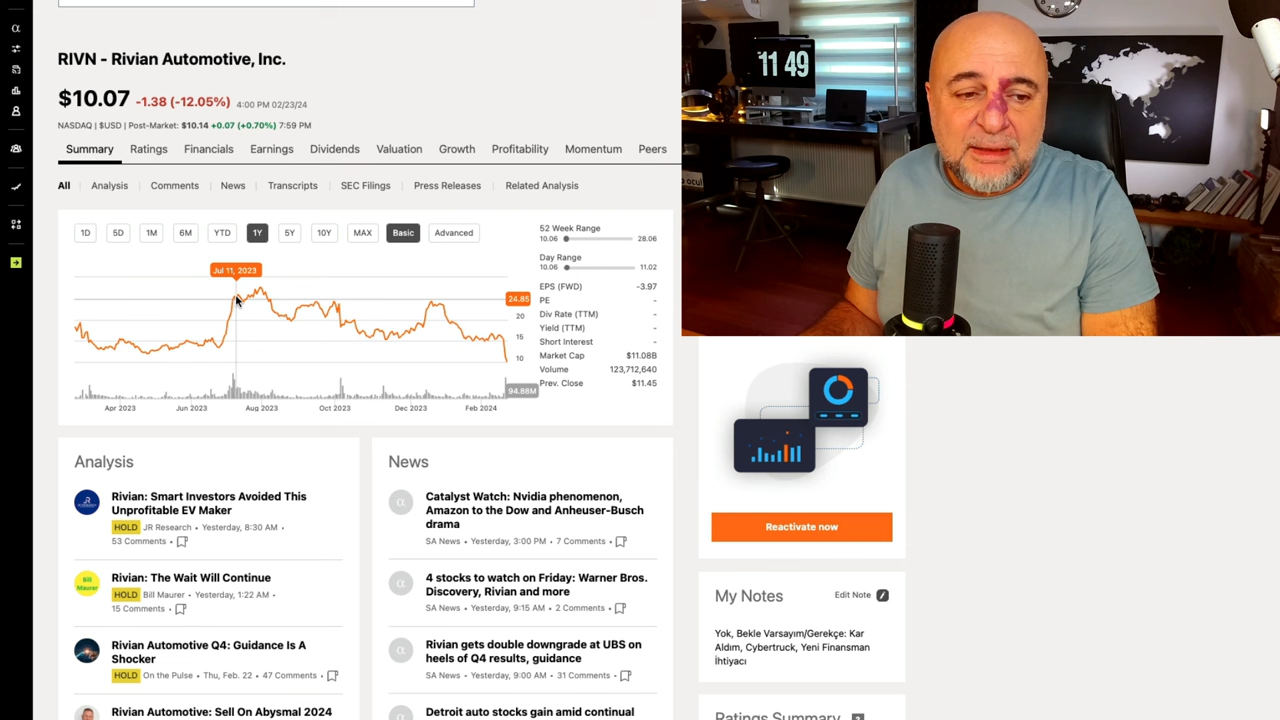 RIVN - Rivian Automotive, Inc.
$10.07 -1.38 (-12.05%) 4:00 PM 02/23/24
NASDAQ | $USD | Post-Market: $10.14 +0.07 (+0.70%) 7:59 PM
Summary Ratings Financials Earnings Dividends Valuation Growth Profitability Momentum Peers
All Analysis Comments News Transcripts SEC Filings Press Releases Related Analysis
1D 5D 1M 6M YTD 1Y 5Y 10Y MAX Basic Advanced
Jul 11, 2023
24.85
20
15
10
94.88M
Apr 2023 Jun 2023 Aug 2023 Oct 2023 Dec 2023 Feb 2024
52 Week Range
10.06 28.06
Day Range
10.06 11.02
EPS (FWD) -3.97
PE -
Div Rate (TTM) -
Yield (TTM) -
Short Interest -
Market Cap $11.08B
Volume 123,712,640
Prev. Close $11.45
11 49
Analysis
Rivian: Smart Investors Avoided This
Unprofitable EV Maker
HOLD JR Research • Yesterday, 8:30 AM •
53 Comments •
Bill
Maurer
Rivian: The Wait Will Continue
HOLD Bill Maurer • Yesterday, 1:22 AM •
15 Comments •
Rivian Automotive Q4: Guidance Is A
Shocker
HOLD On the Pulse • Thu, Feb. 22 • 47 Comments •
Rivian Automotive: Sell On Abysmal 2024
News
Catalyst Watch: Nvidia phenomenon,
Amazon to the Dow and Anheuser-Busch
drama
SA News • Yesterday, 3:00 PM • 7 Comments •
4 stocks to watch on Friday: Warner Bros.
Discovery, Rivian and more
SA News • Yesterday, 9:15 AM • 2 Comments •
Rivian gets double downgrade at UBS on
heels of Q4 results, guidance
SA News • Yesterday, 9:00 AM • 31 Comments •
Detroit auto stocks gain amid continual
Reactivate now
My Notes Edit Note
Yok, Bekle Varsayım/Gerekçe: Kar
Aldım, Cybertruck, Yeni Finansman
İhtiyacı
Ratings Summary